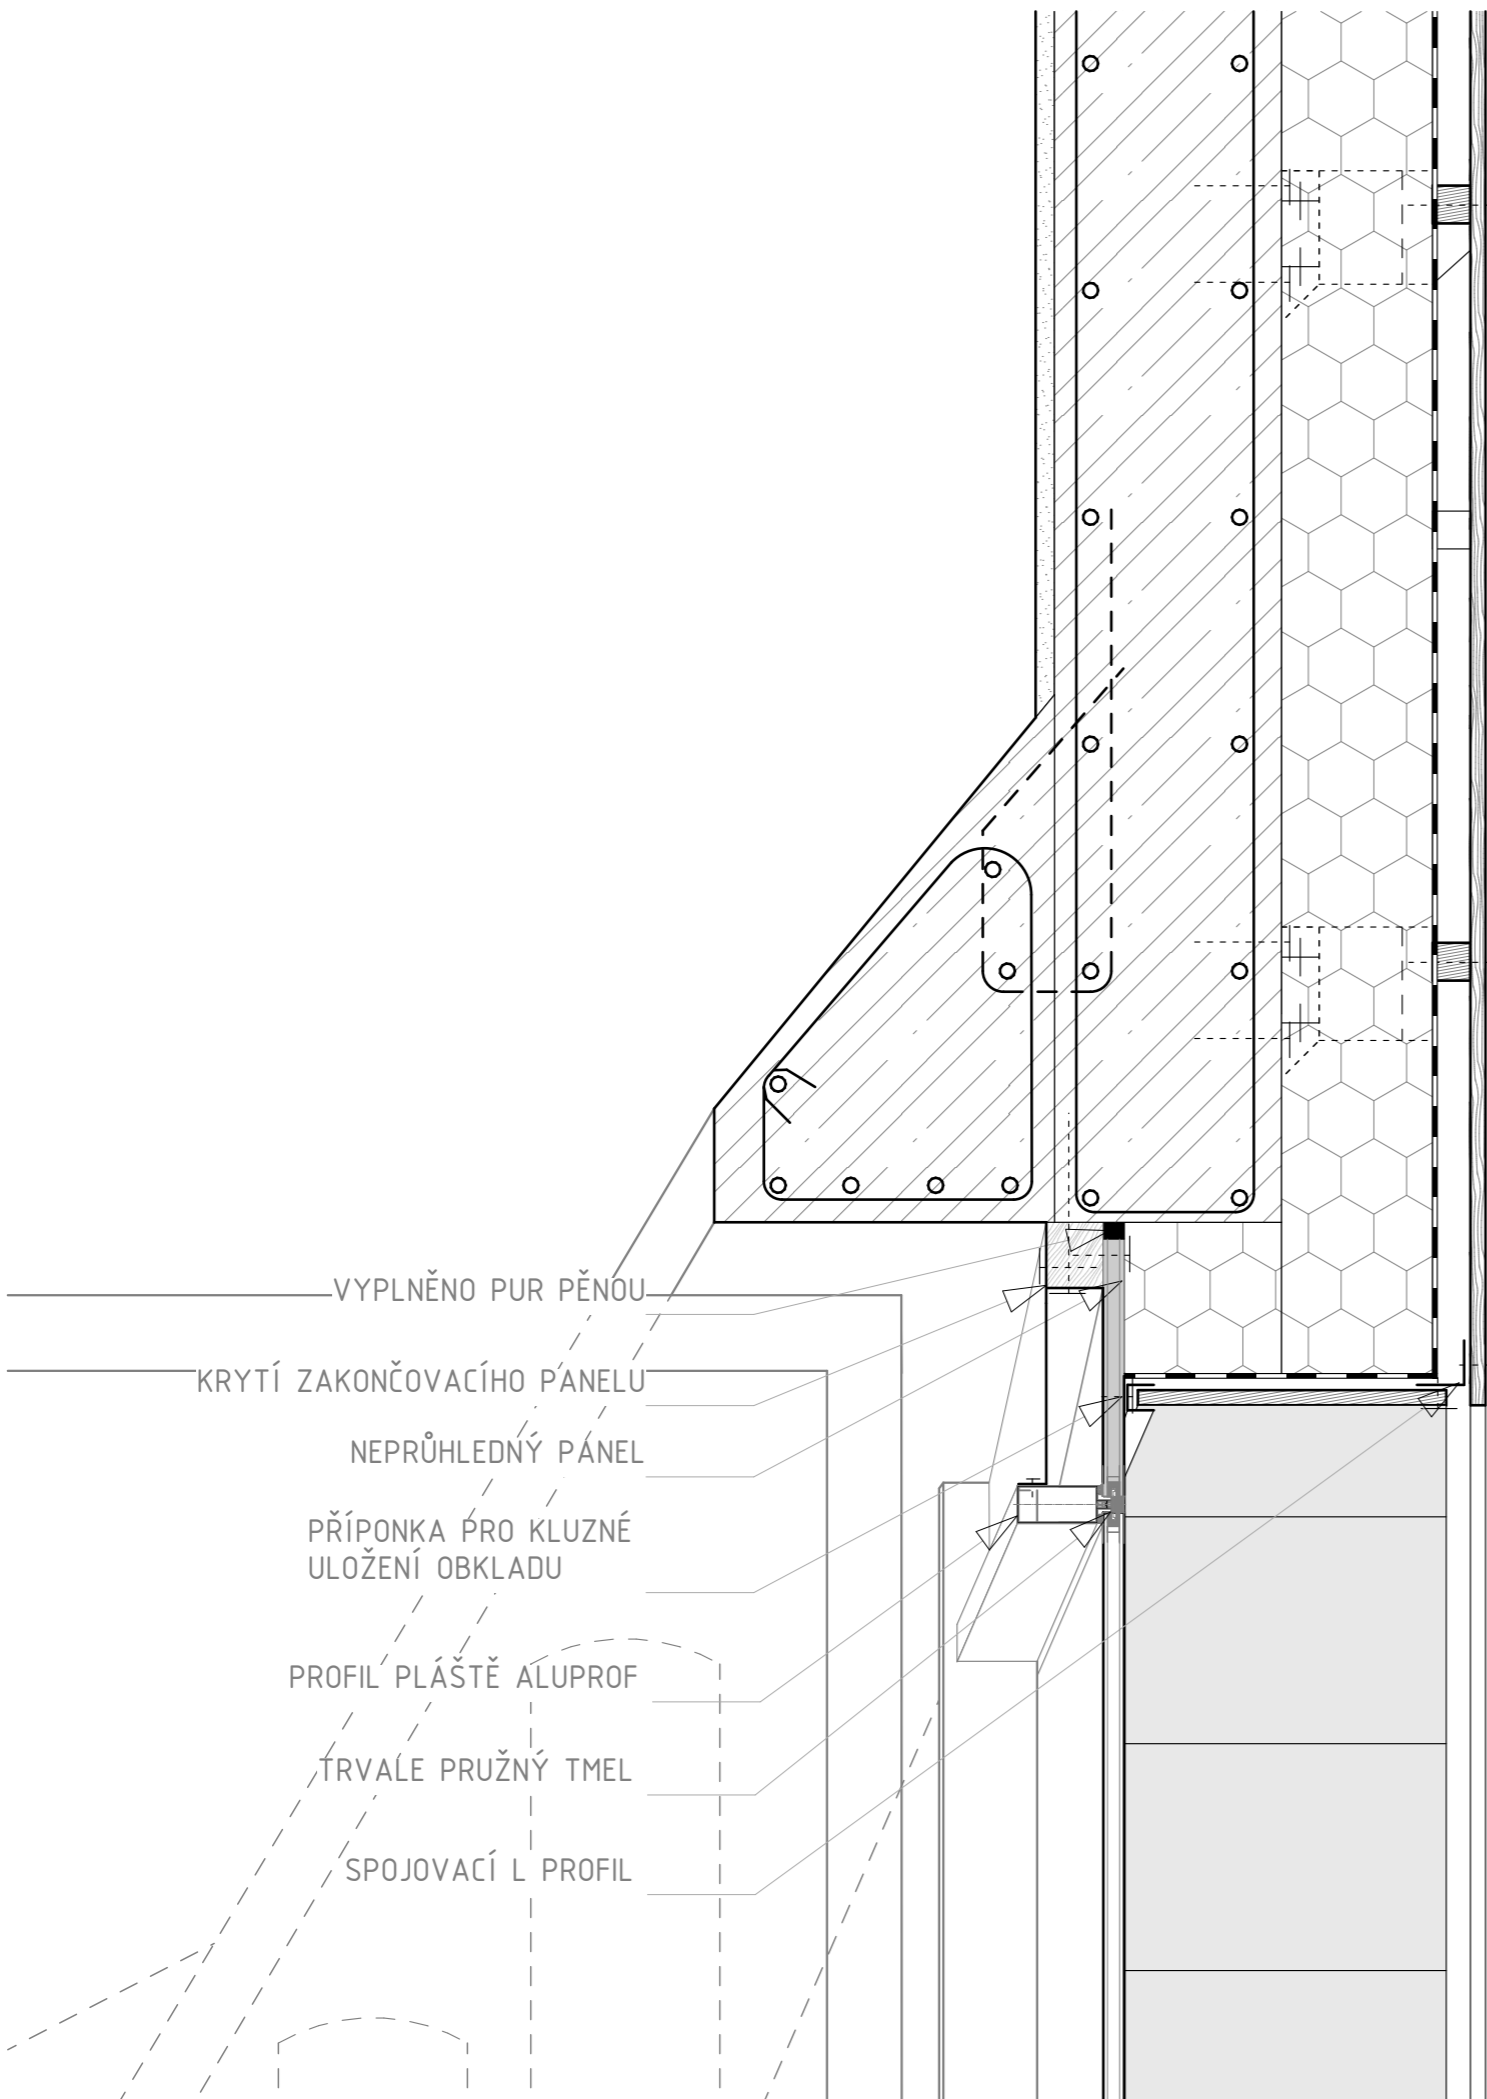 VYPLNĚNO PUR PĚNOU
KRYTÍ ZAKONČOVACÍHO PANELU
NEPRŮHLEDNÝ PANEL
PŘÍPONKA PRO KLUZNÉ
ULOŽENÍ OBKLADU
PROFIL PLÁŠTĚ ALUPROF
TRVALE PRUŽNÝ TMEL
SPOJOVACÍ L PROFIL